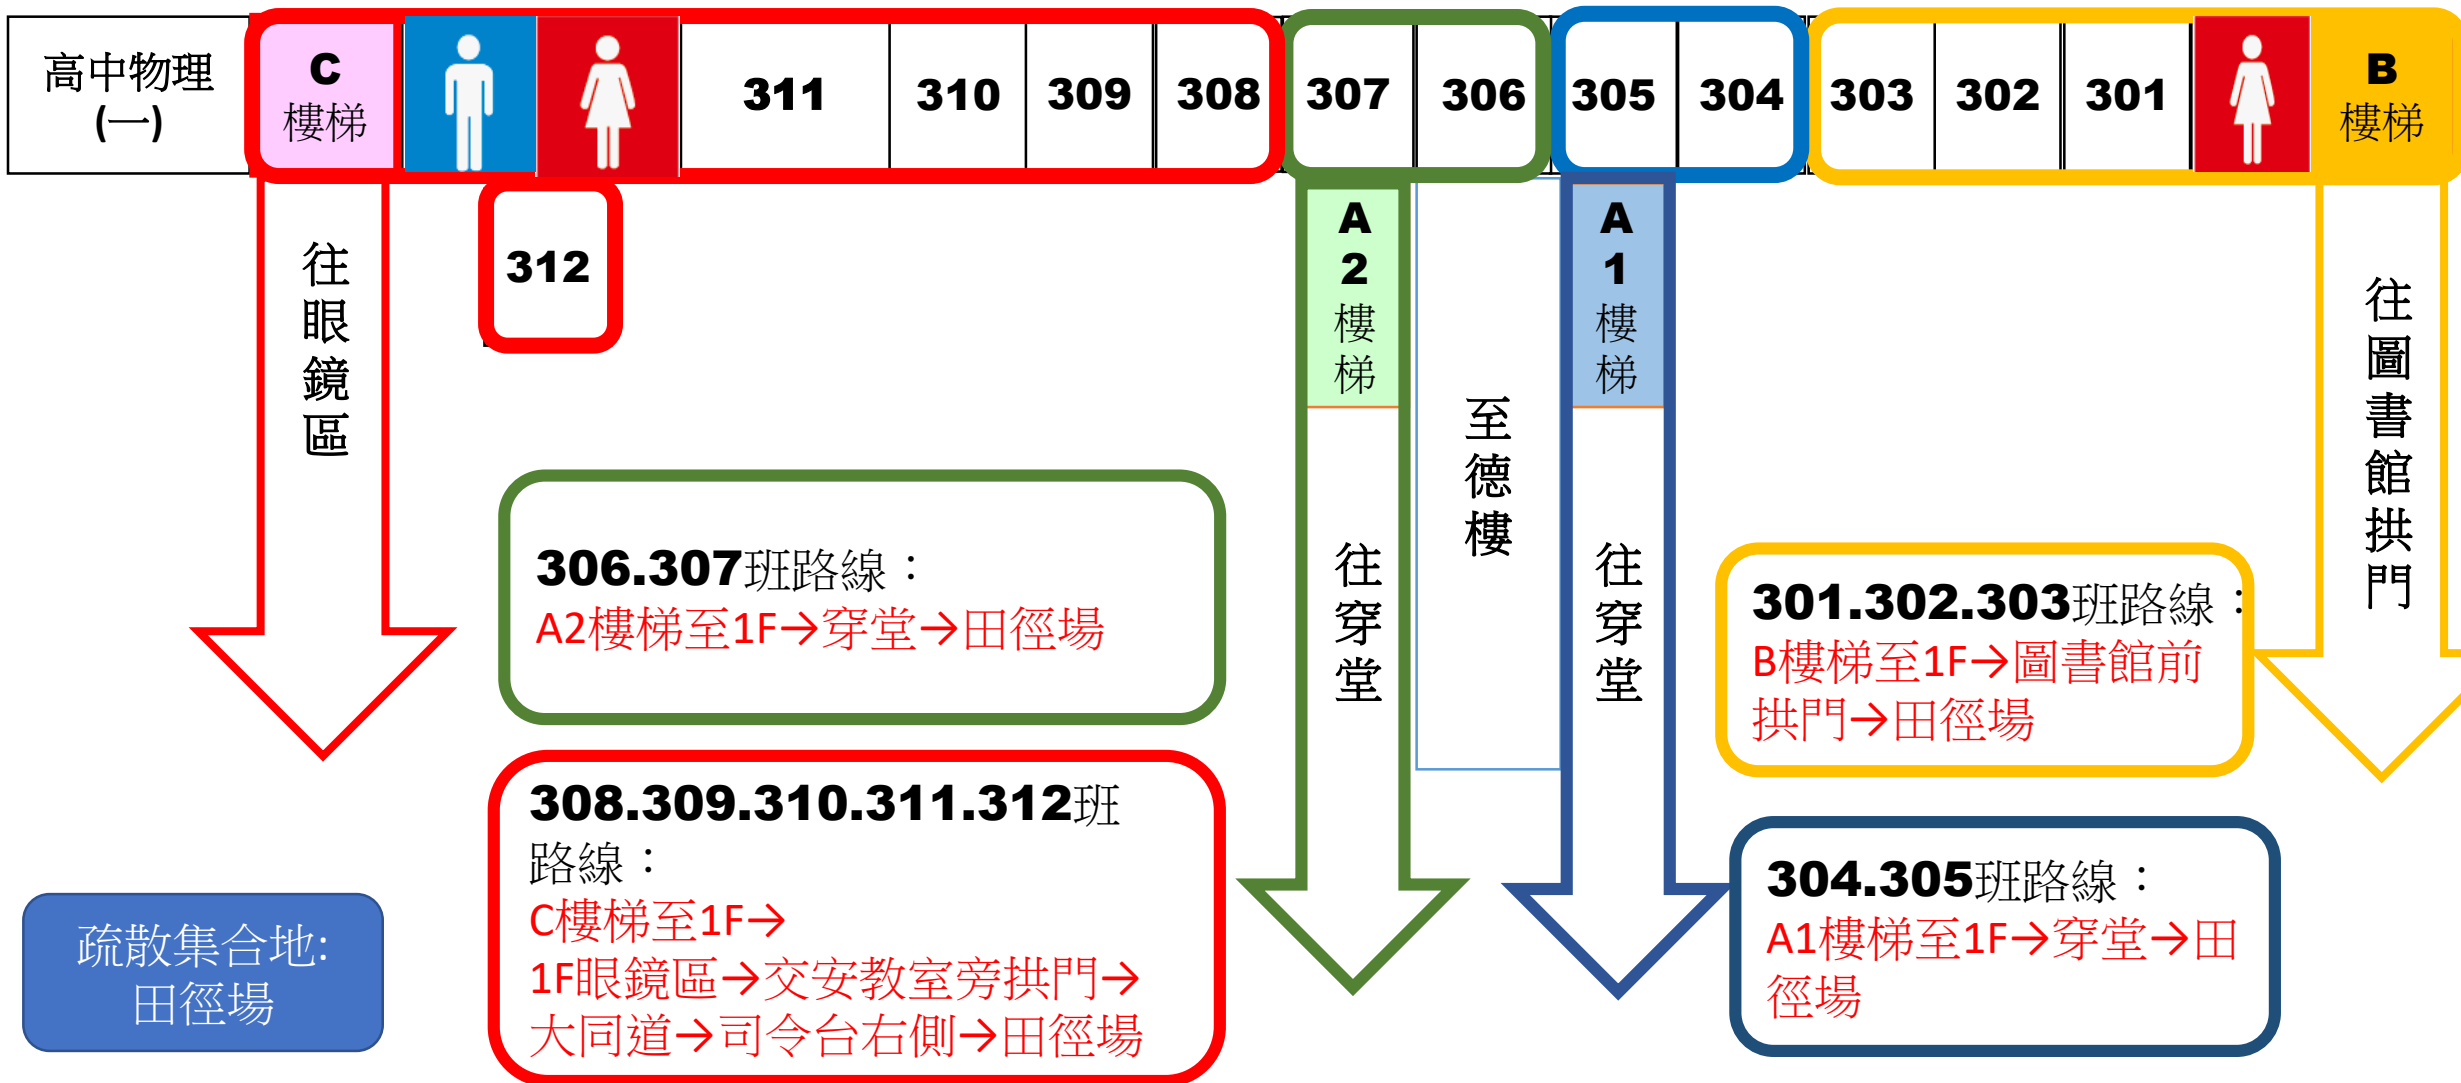 高中物理
(一)
C
樓梯
311
310
309
308
307
306
305
304
303
302
301
B
樓梯
312
往眼鏡區
A
2
樓
梯
往穿堂
至德樓
A
1
樓
梯
往穿堂
往圖書館拱門
306.307班路線：
A2樓梯至1F→穿堂→田徑場
308.309.310.311.312班
路線：
C樓梯至1F→
1F眼鏡區→交安教室旁拱門→
大同道→司令台右側→田徑場
301.302.303班路線：
B樓梯至1F→圖書館前
拱門→田徑場
304.305班路線：
A1樓梯至1F→穿堂→田
徑場
疏散集合地:
田徑場